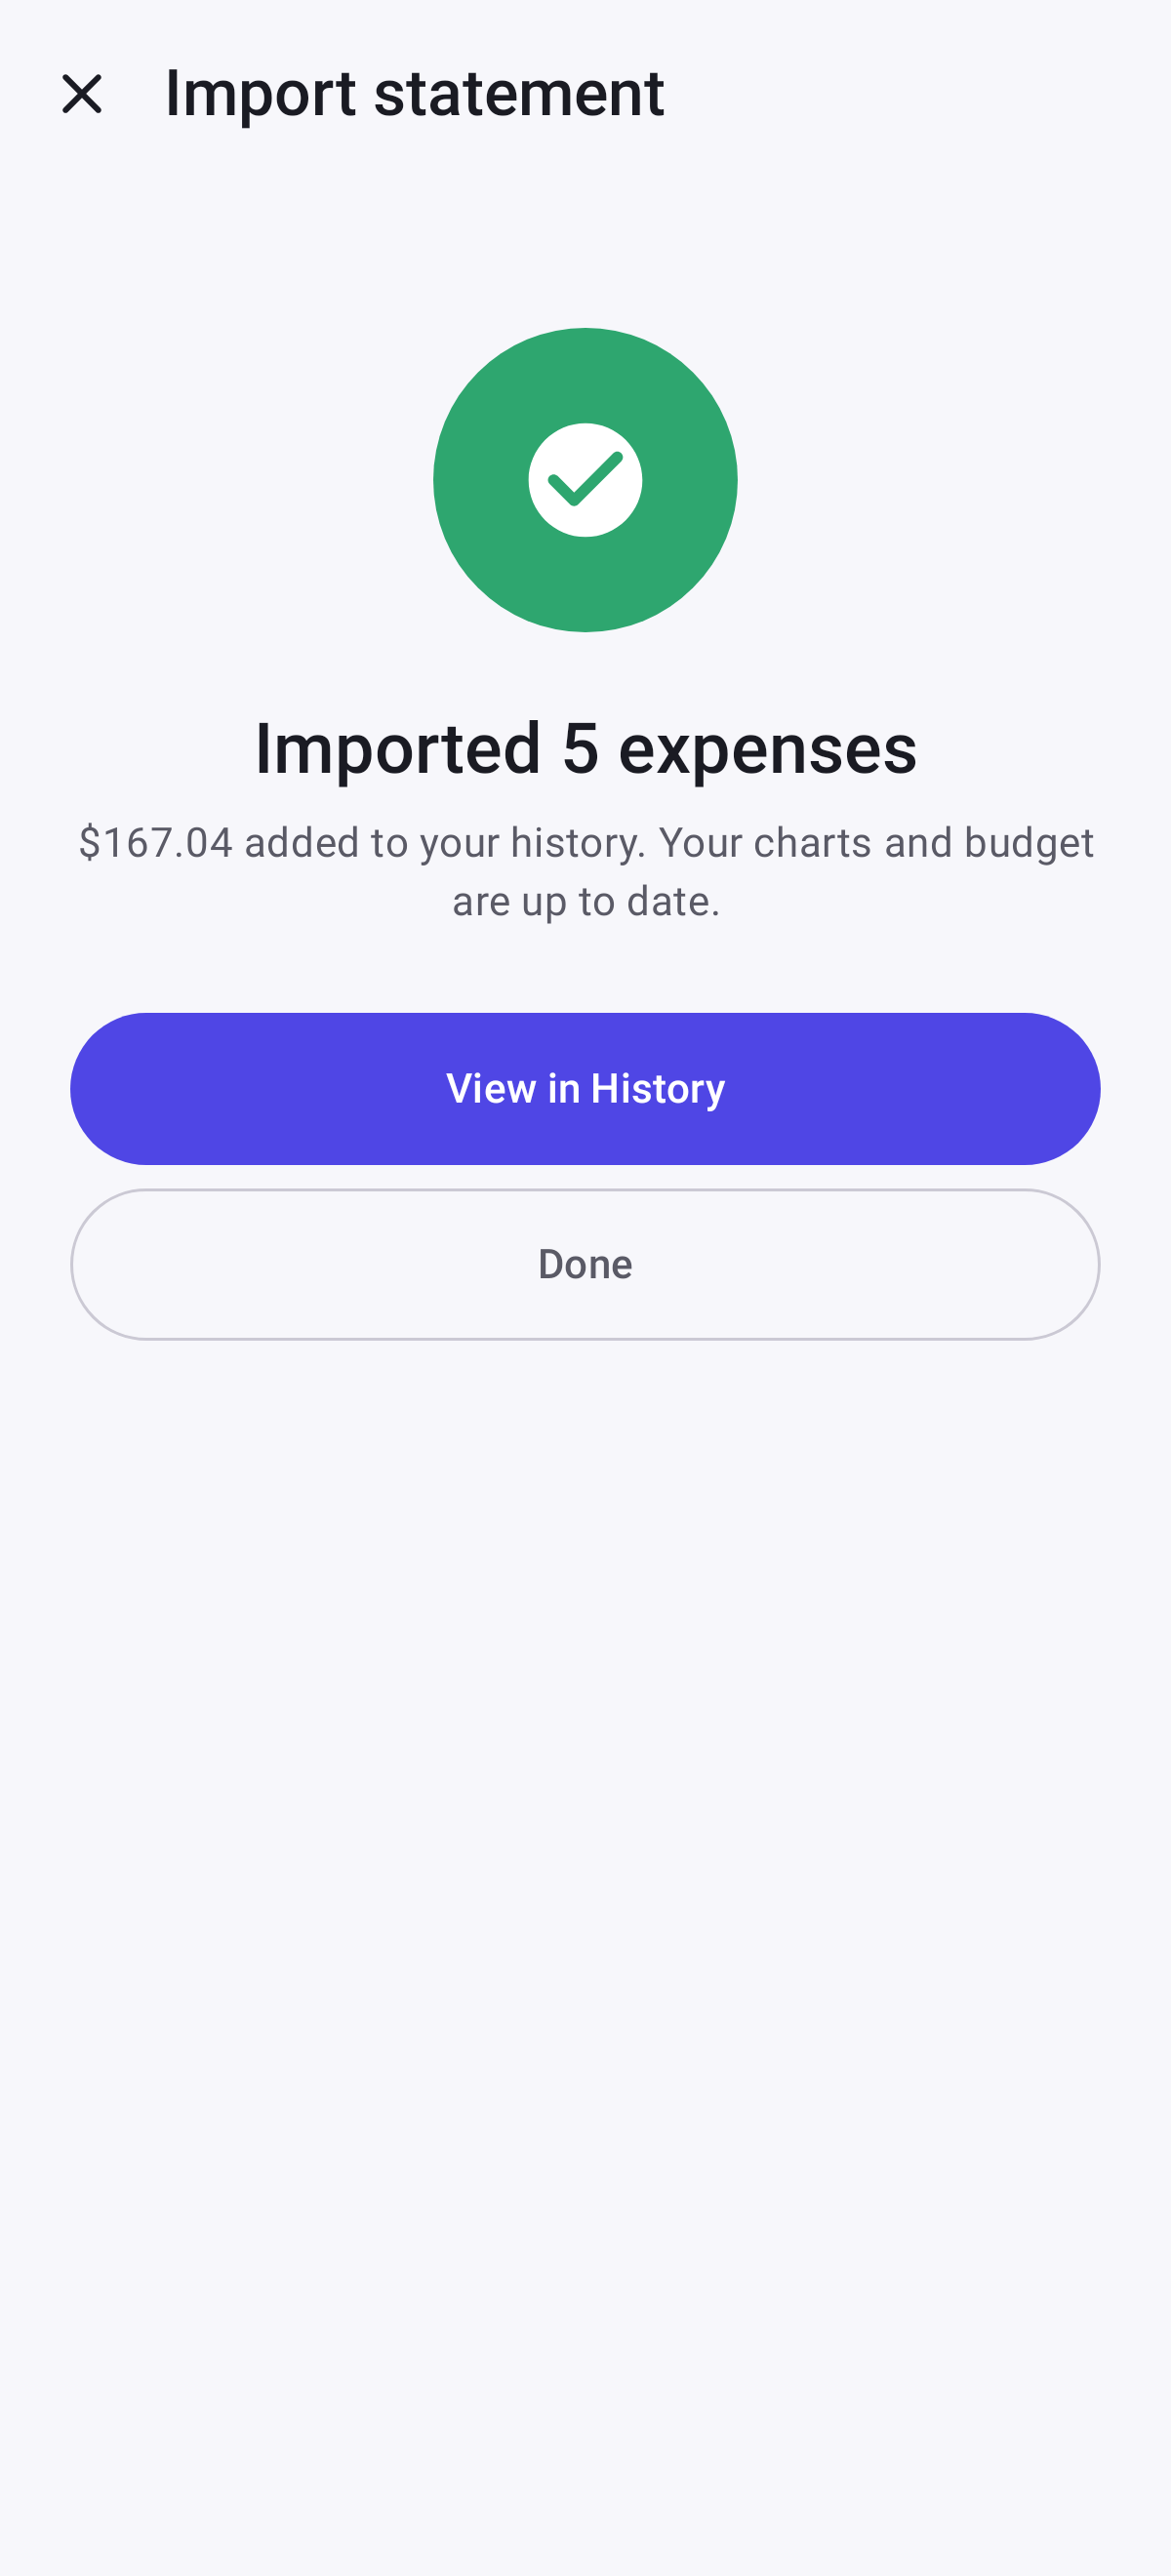 Import statement
Imported 5 expenses
$167.04 added to your history. Your charts and budget
are up to date.
View in History
Done